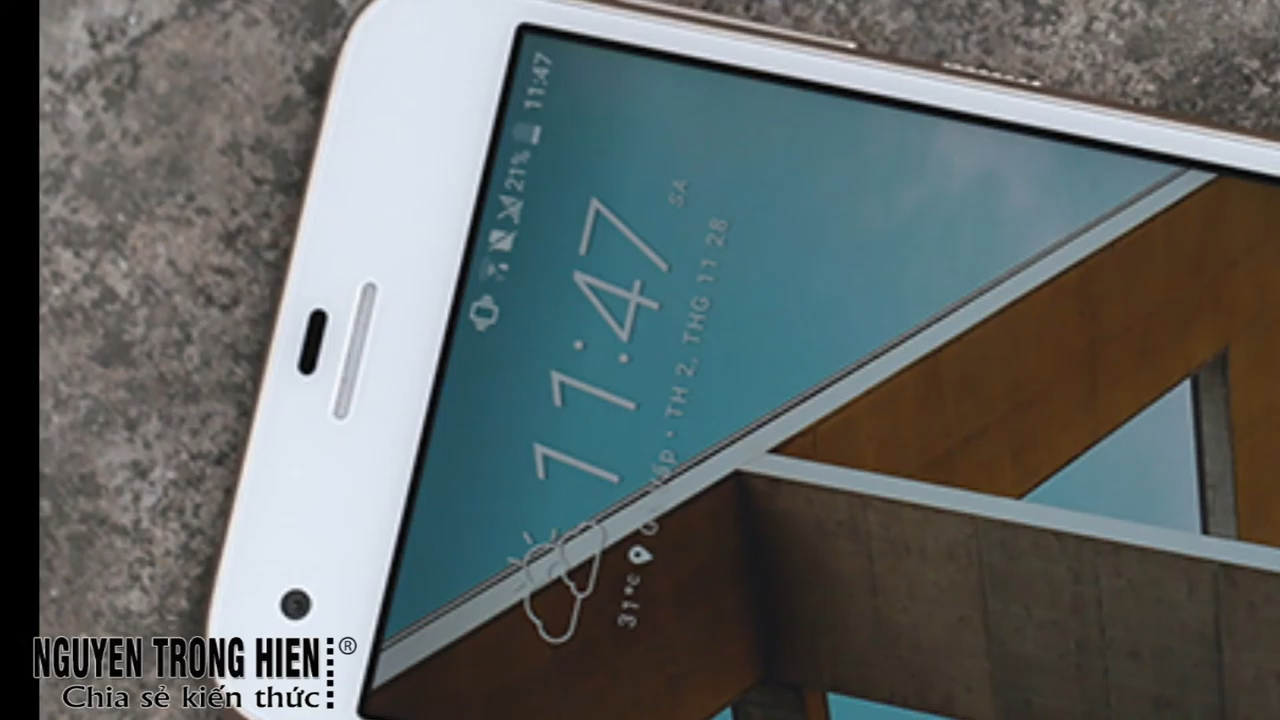 21% 11:47
11:47 SA
TH 2, THG 11 28
31°C
NGUYEN TRONG HIEN ®
Chia sẻ kiến thức